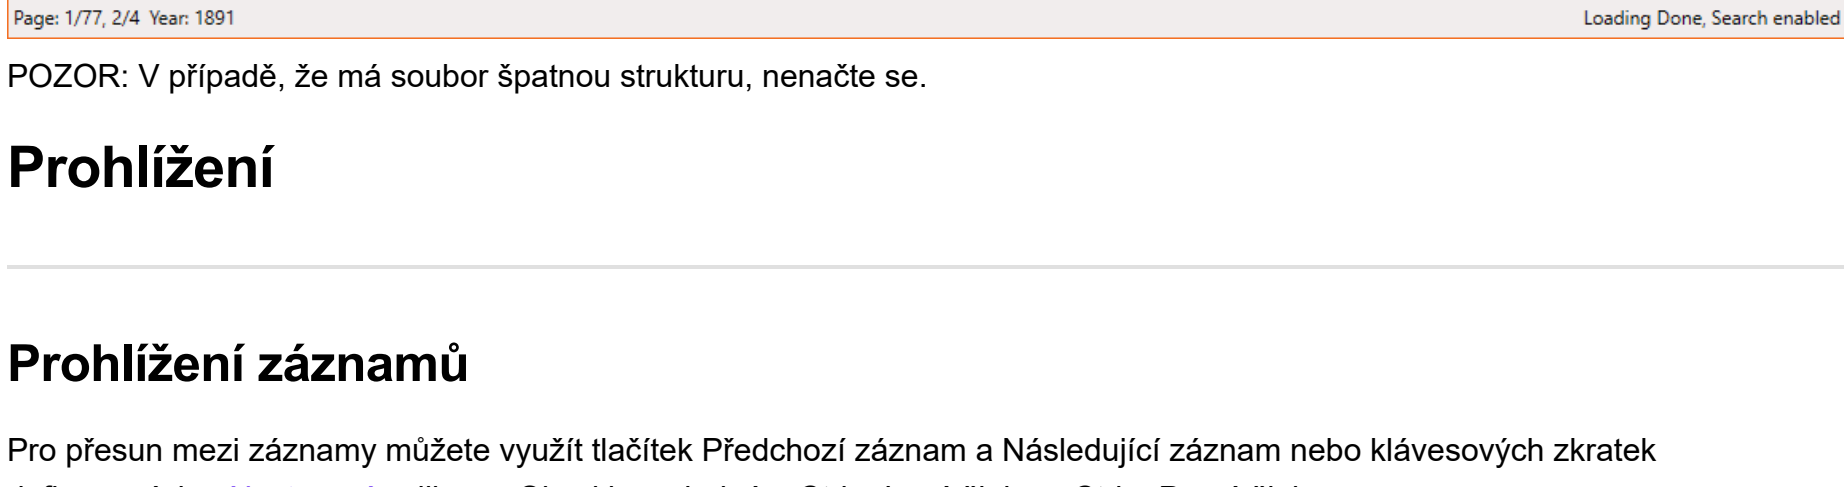 Page: 1/77, 2/4 Year: 1891 Loading Done, Search enabled
POZOR: V případě, že má soubor špatnou strukturu, nenačte se.
Prohlížení
Prohlížení záznamů
Pro přesun mezi záznamy můžete využít tlačítek Předchozí záznam a Následující záznam nebo klávesových zkratek